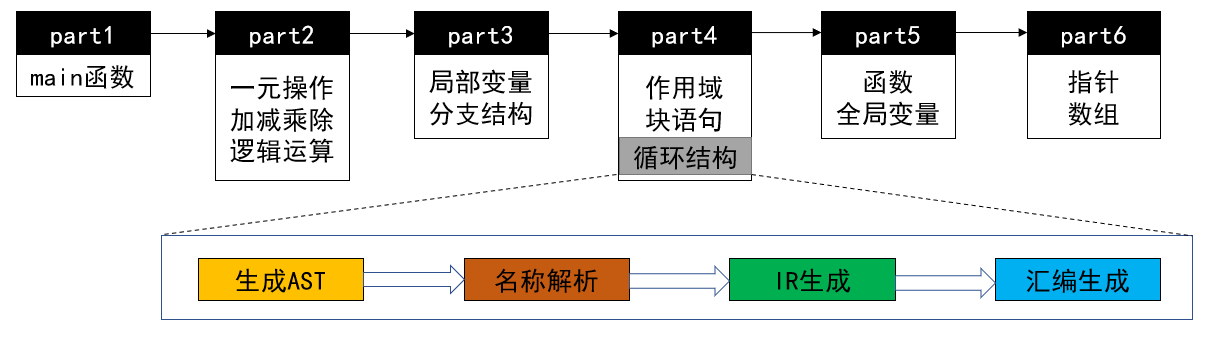 part1
main函数
part2
一元操作
加减乘除
逻辑运算
part3
局部变量
分支结构
part4
作用域
块语句
循环结构
part5
函数
全局变量
part6
指针
数组
生成AST
名称解析
IR生成
汇编生成